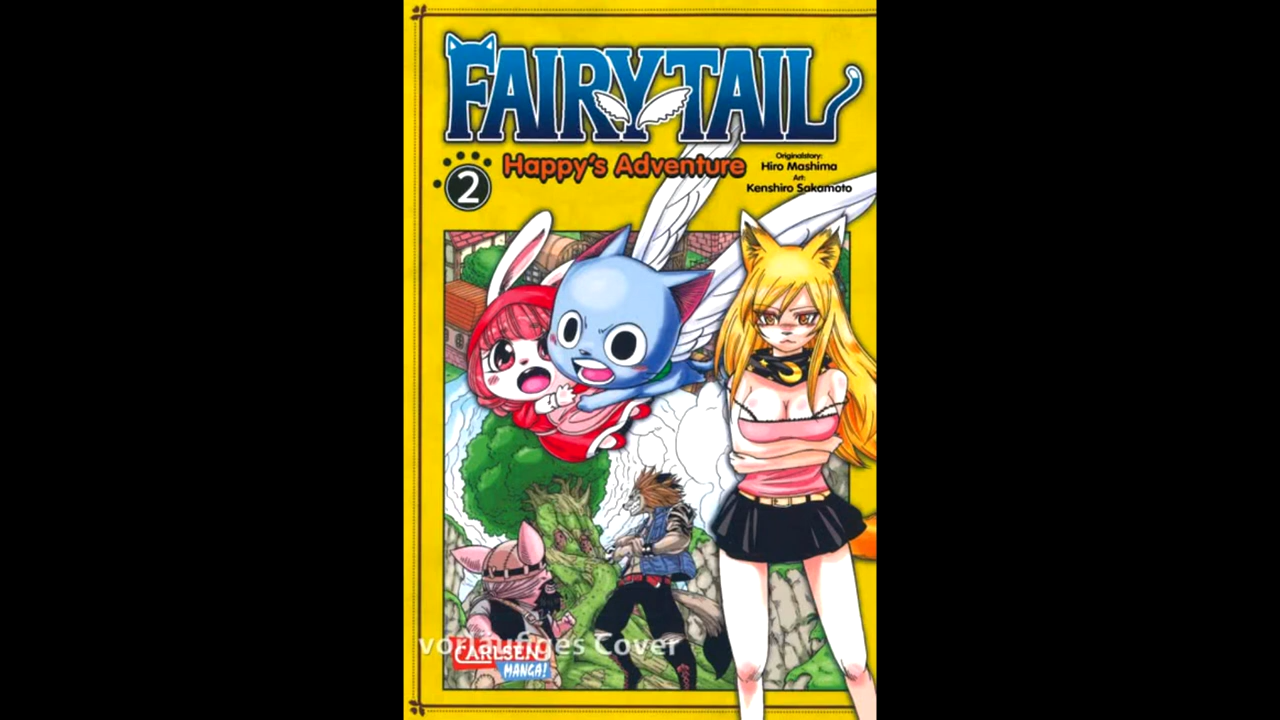 FAIRY TAIL
Happy's Adventure
2
Originalstory:
Hiro Mashima
Art:
Kenshiro Sakamoto
vorläufiges Cover
CARLSEN
MANGA!